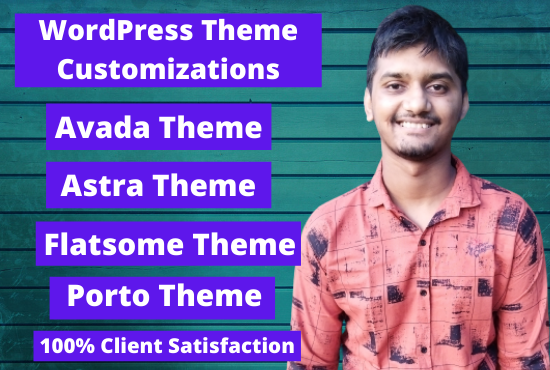 WordPress Theme
Customizations
Avada Theme
Astra Theme
Flatsome Theme
Porto Theme
100% Client Satisfaction